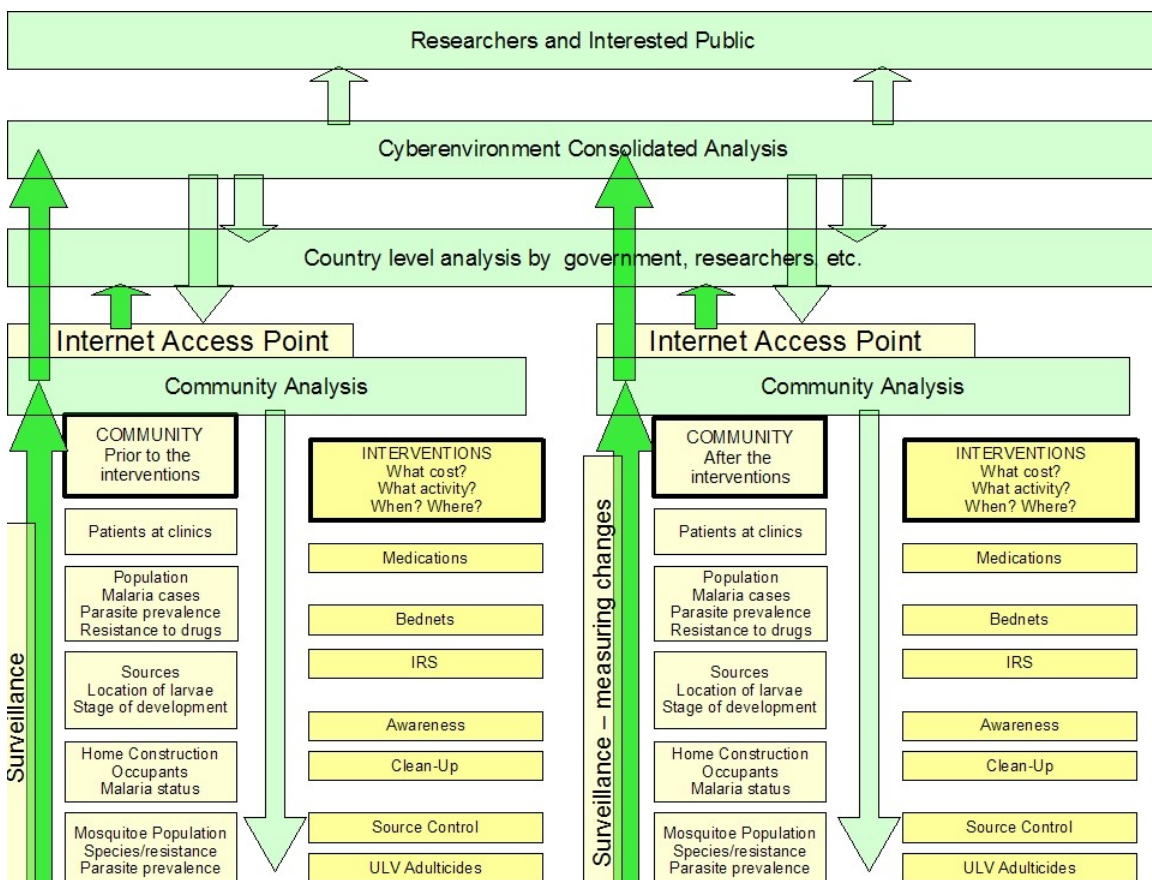 Researchers and Interested Public
Cyberenvironment Consolidated Analysis
Country level analysis by government, researchers, etc.
Internet Access Point
Community Analysis
COMMUNITY
Prior to the
interventions
Patients at clinics
Population
Malaria cases
Parasite prevalence
Resistance to drugs
Sources
Location of larvae
Stage of development
Home Construction
Occupants
Malaria status
Mosquitoe Population
Species/resistance
Parasite prevalence
Surveillance
INTERVENTIONS
What cost?
What activity?
When? Where?
Medications
Bednets
IRS
Awareness
Clean-Up
Source Control
ULV Adulticides
Internet Access Point
Community Analysis
Surveillance – measuring changes
COMMUNITY
After the
interventions
Patients at clinics
Population
Malaria cases
Parasite prevalence
Resistance to drugs
Sources
Location of larvae
Stage of development
Home Construction
Occupants
Malaria status
Mosquitoe Population
Species/resistance
Parasite prevalence
INTERVENTIONS
What cost?
What activity?
When? Where?
Medications
Bednets
IRS
Awareness
Clean-Up
Source Control
ULV Adulticides